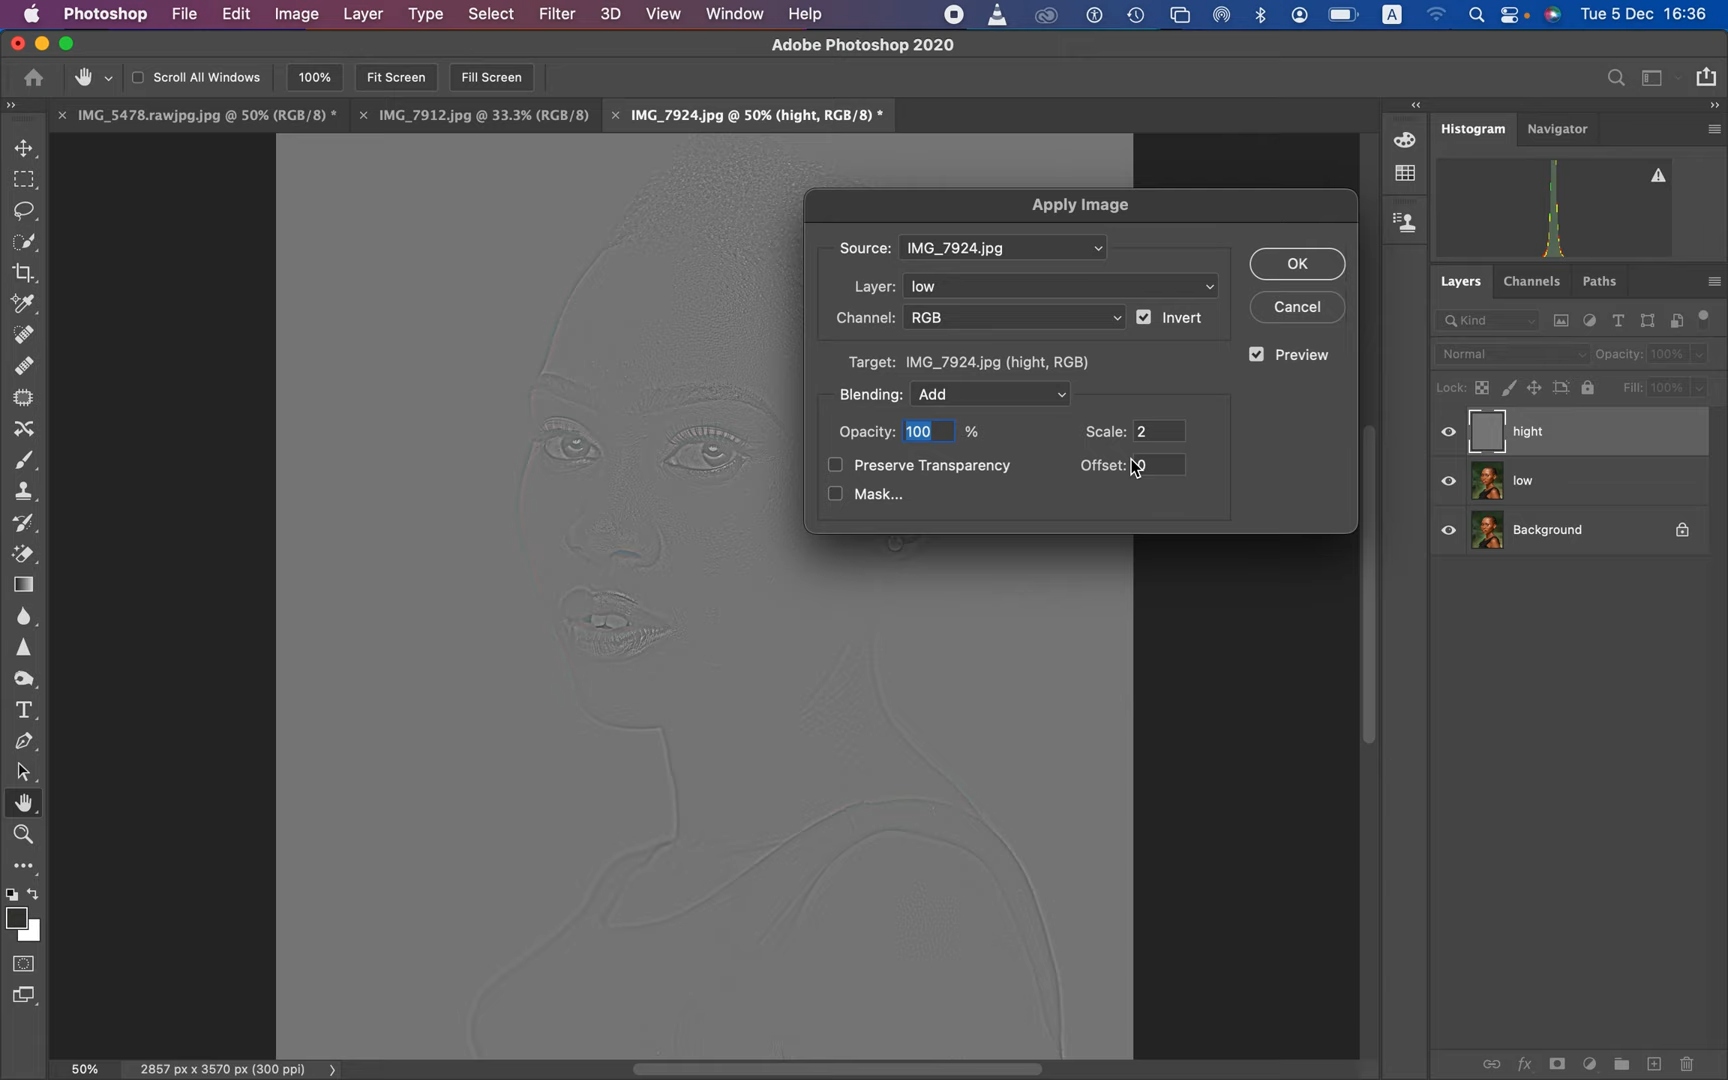 Photoshop File Edit Image Layer Type Select Filter 3D View Window Help A Tue 5 Dec 16:36
Adobe Photoshop 2020
Scroll All Windows 100% Fit Screen Fill Screen
× IMG_5478.rawjpg.jpg @ 50% (RGB/8) * × IMG_7912.jpg @ 33.3% (RGB/8) × IMG_7924.jpg @ 50% (hight, RGB/8) *
Histogram Navigator
Apply Image
Source: IMG_7924.jpg
OK
Layer: low
Cancel
Channel: RGB Invert
Preview
Target: IMG_7924.jpg (hight, RGB)
Blending: Add
Opacity: 100 % Scale: 2
Preserve Transparency Offset: 0
Mask...
Layers Channels Paths
Kind
Normal Opacity: 100%
Lock: Fill: 100%
hight
low
Background
50% 2857 px x 3570 px (300 ppi)
fx